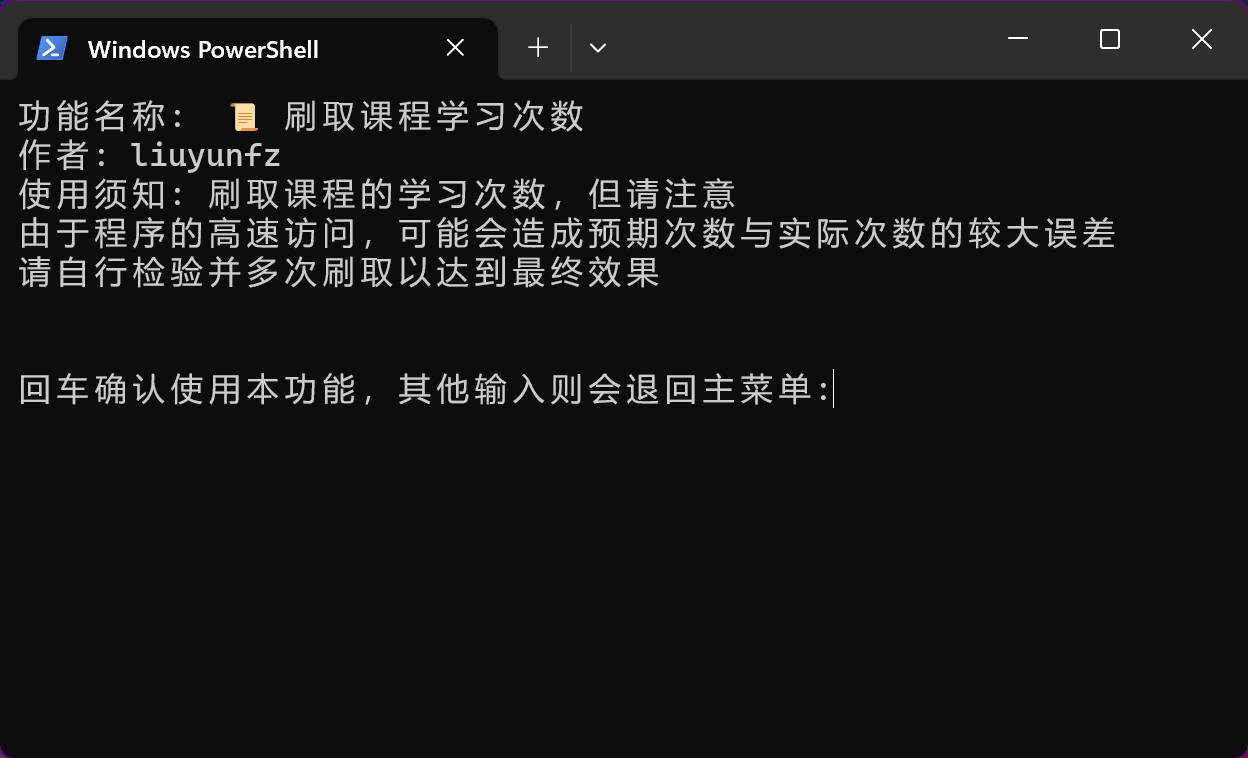 Windows PowerShell
功能名称： 📜 刷取课程学习次数
作者：liuyunfz
使用须知：刷取课程的学习次数，但请注意
由于程序的高速访问，可能会造成预期次数与实际次数的较大误差
请自行检验并多次刷取以达到最终效果
回车确认使用本功能，其他输入则会退回主菜单: